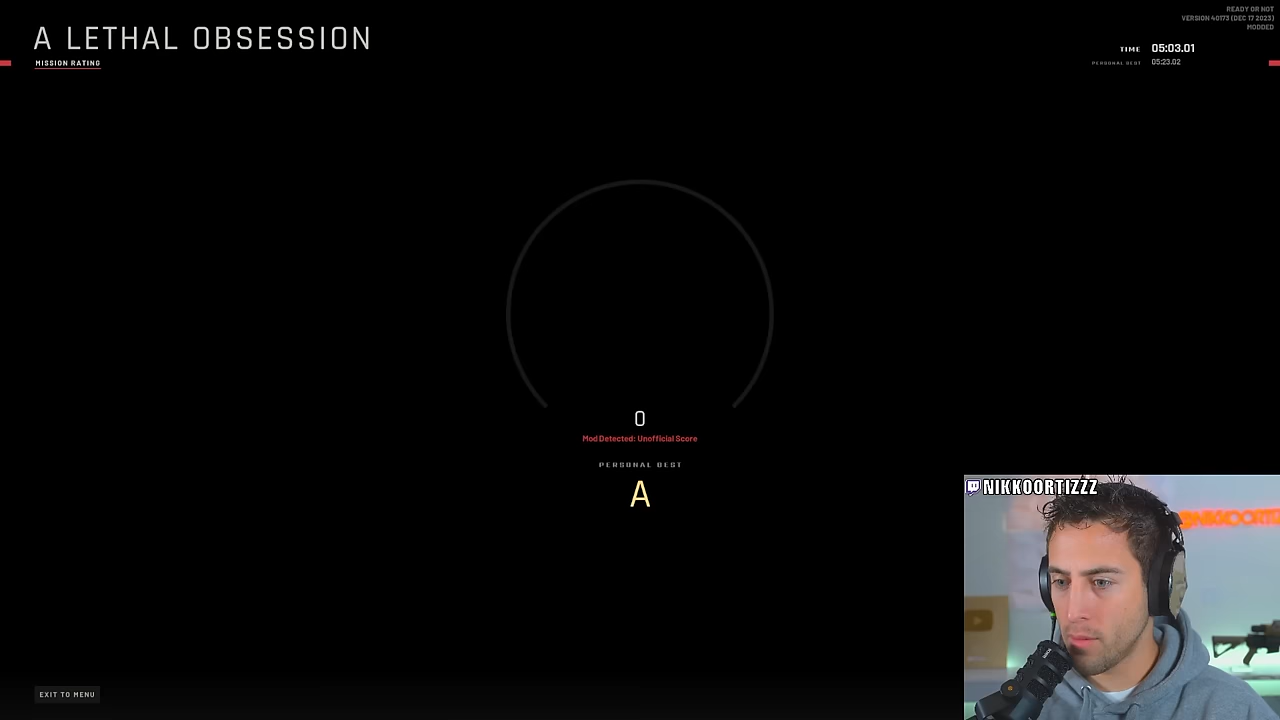 A LETHAL OBSESSION
MISSION RATING
READY OR NOT
VERSION 40173 (DEC 17 2023)
MODDED
TIME 05:03.01
PERSONAL BEST 05:23.02
0
Mod Detected: Unofficial Score
PERSONAL BEST
A
NIKKOORTIZZZ
EXIT TO MENU